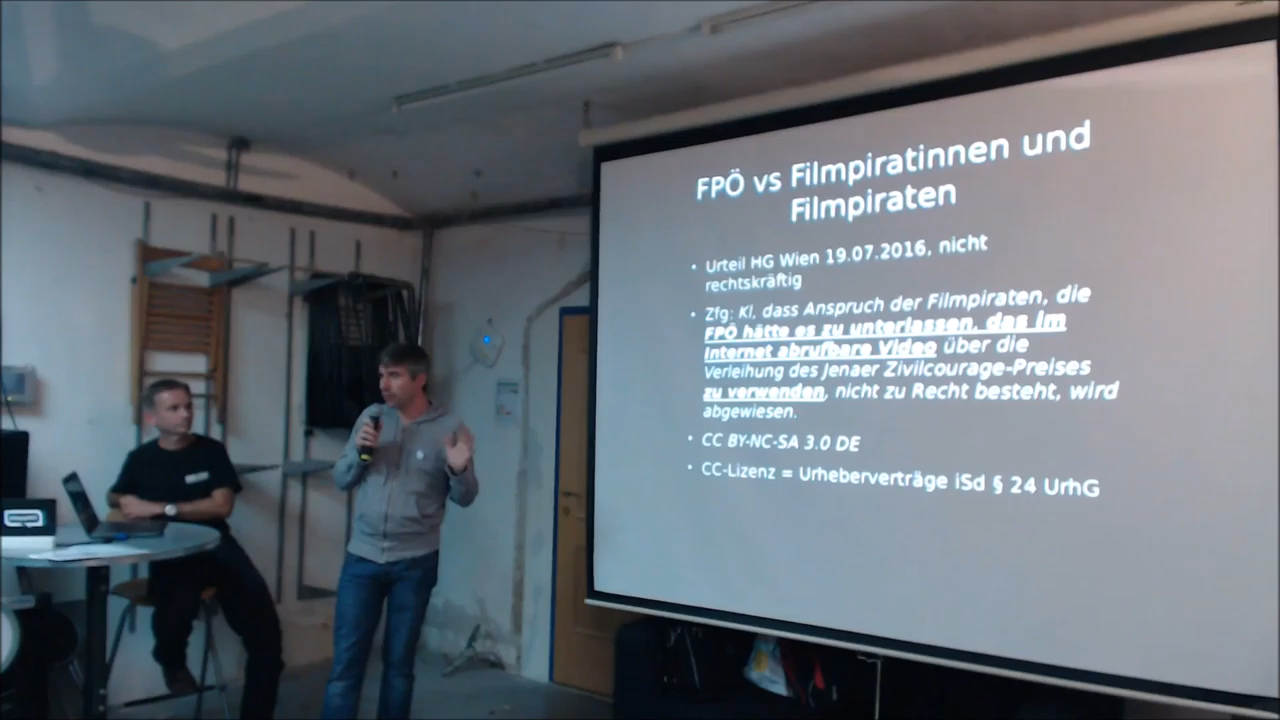 FPÖ vs Filmpiratinnen und
Filmpiraten
• Urteil HG Wien 19.07.2016, nicht
rechtskräftig
• Zfg: Kl, dass Anspruch der Filmpiraten, die
FPÖ hätte es zu unterlassen, das im
Internet abrufbare Video über die
Verleihung des Jenaer Zivilcourage-Preises
zu verwenden, nicht zu Recht besteht, wird
abgewiesen.
• CC BY-NC-SA 3.0 DE
• CC-Lizenz = Urheberverträge iSd § 24 UrhG